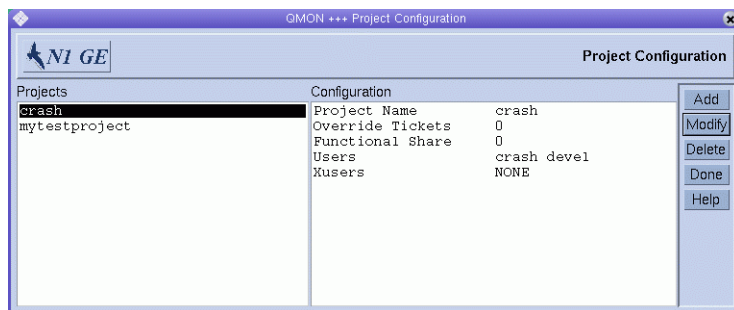 QMON +++ Project Configuration
N1 GE
Project Configuration
Projects
crash
mytestproject
Configuration
Project Name crash
Override Tickets 0
Functional Share 0
Users crash devel
Xusers NONE
Add
Modify
Delete
Done
Help